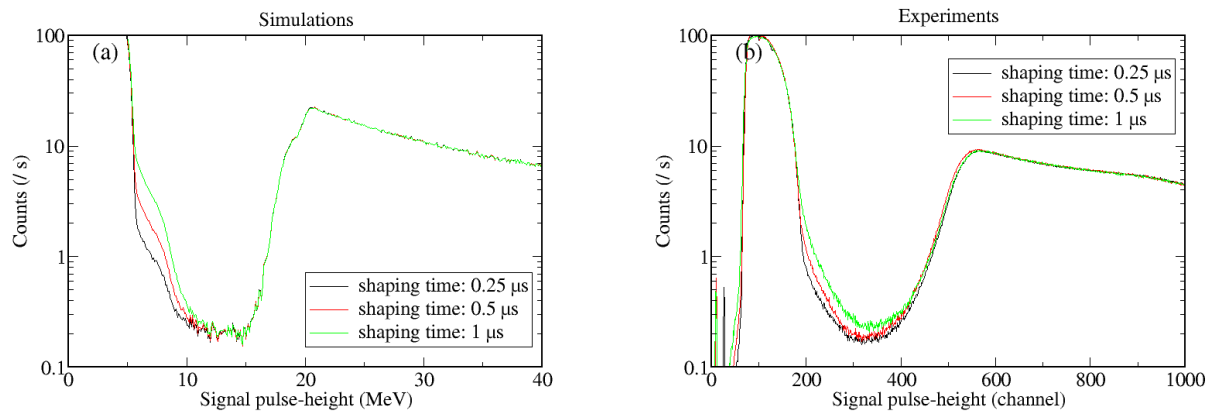 Simulations
(a)
100
10
1
0.1
Counts (/ s)
shaping time: 0.25 μs
shaping time: 0.5 μs
shaping time: 1 μs
0 10 20 30 40
Signal pulse-height (MeV)
Experiments
(b)
100
10
1
0.1
Counts (/ s)
shaping time: 0.25 μs
shaping time: 0.5 μs
shaping time: 1 μs
0 200 400 600 800 1000
Signal pulse-height (channel)